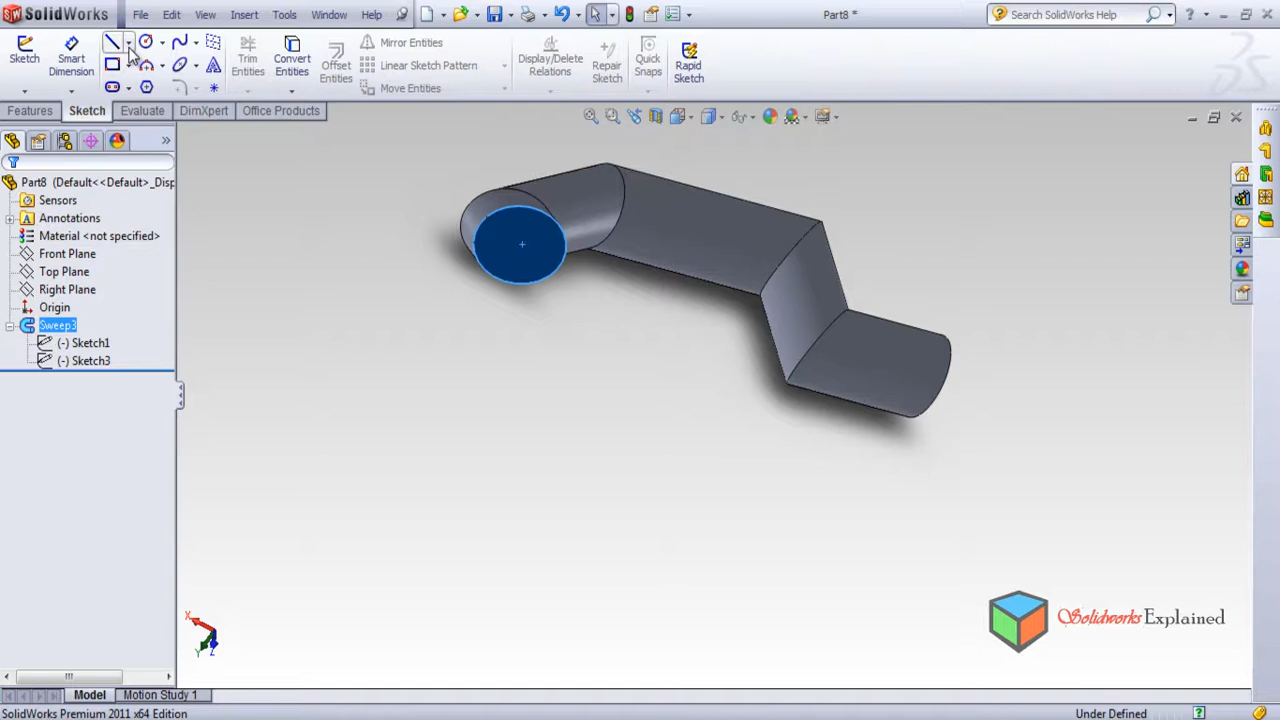 SolidWorks File Edit View Insert Tools Window Help Part8 * Search SolidWorks Help
Sketch Smart Dimension Trim Entities Convert Entities Offset Entities Mirror Entities Linear Sketch Pattern Move Entities Display/Delete Relations Repair Sketch Quick Snaps Rapid Sketch
Features Sketch Evaluate DimXpert Office Products
Part8 (Default<<Default>_Disp
Sensors
Annotations
Material <not specified>
Front Plane
Top Plane
Right Plane
Origin
Sweep3
(-) Sketch1
(-) Sketch3
X
Y Z
Solidworks Explained
Model Motion Study 1
SolidWorks Premium 2011 x64 Edition Under Defined